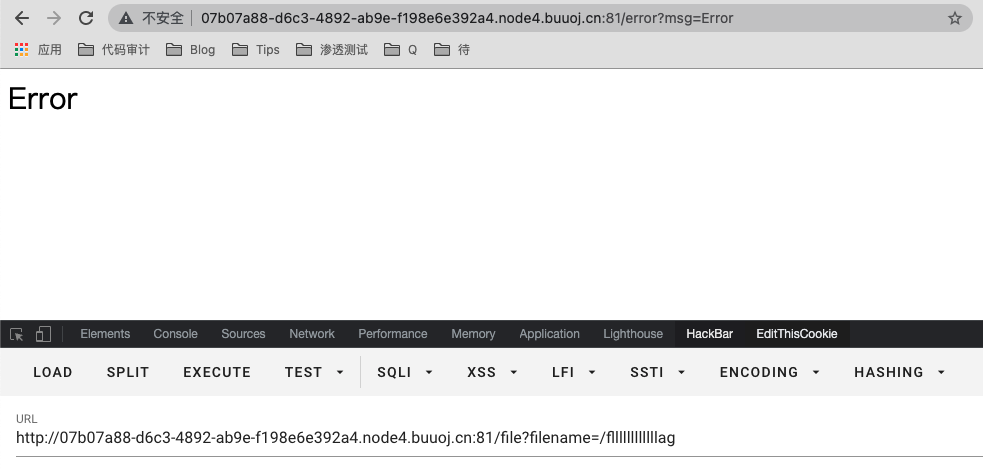 不安全 07b07a88-d6c3-4892-ab9e-f198e6e392a4.node4.buuoj.cn:81/error?msg=Error
应用 代码审计 Blog Tips 渗透测试 Q 待
Error
Elements Console Sources Network Performance Memory Application Lighthouse HackBar EditThisCookie
LOAD SPLIT EXECUTE TEST SQLI XSS LFI SSTI ENCODING HASHING
URL
http://07b07a88-d6c3-4892-ab9e-f198e6e392a4.node4.buuoj.cn:81/file?filename=/fllllllllllllag